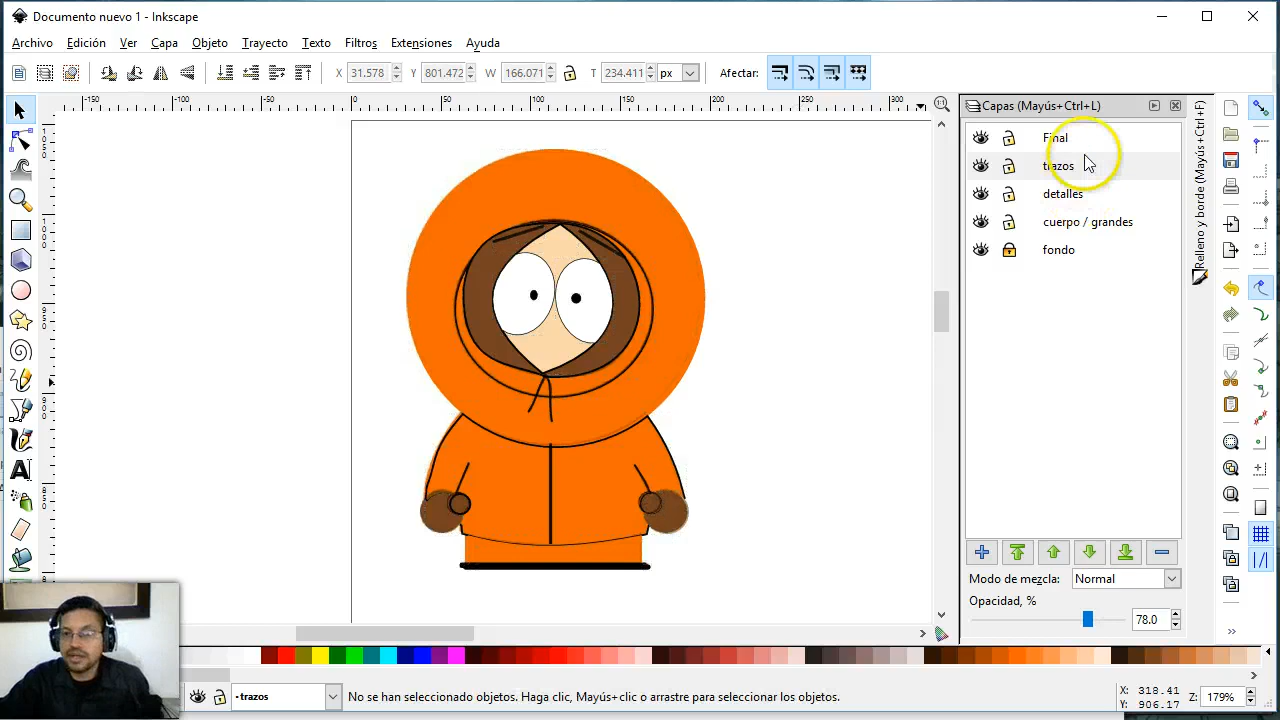 Documento nuevo 1 - Inkscape
Archivo Edición Ver Capa Objeto Trayecto Texto Filtros Extensiones Ayuda
X 31.578 Y 801.472 W 166.071 T 234.411 px Afectar:
-150 -100 -50 0 50 100 150 200 250 300
1:1
Capas (Mayús+Ctrl+L)
Final
trazos
detalles
cuerpo / grandes
fondo
Relleno y borde (Mayús+Ctrl+F)
Modo de mezcla: Normal
Opacidad, %
78.0
trazos
No se han seleccionado objetos. Haga clic, Mayús+clic o arrastre para seleccionar los objetos.
X: 318.41
Y: 906.17
Z: 179%